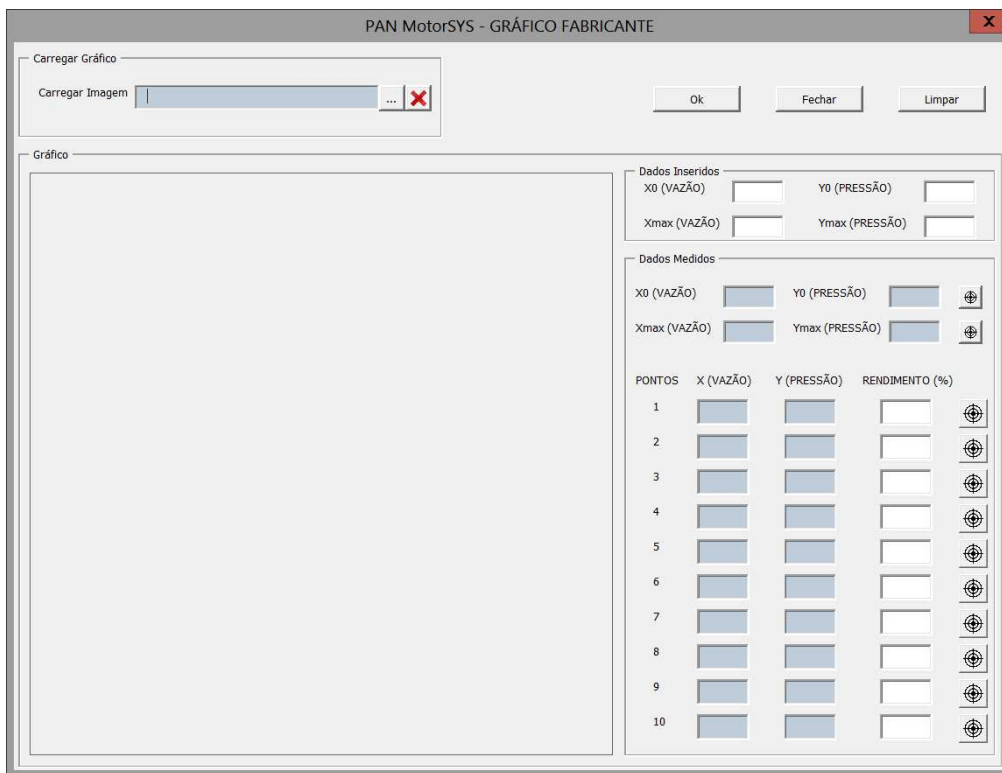 PAN MotorSYS - GRÁFICO FABRICANTE
x
Carregar Gráfico
Carregar Imagem
...
Ok Fechar Limpar
Gráfico
Dados Inseridos
X0 (VAZÃO) Y0 (PRESSÃO)
Xmax (VAZÃO) Ymax (PRESSÃO)
Dados Medidos
X0 (VAZÃO) Y0 (PRESSÃO)
Xmax (VAZÃO) Ymax (PRESSÃO)
PONTOS X (VAZÃO) Y (PRESSÃO) RENDIMENTO (%)
1
2
3
4
5
6
7
8
9
10